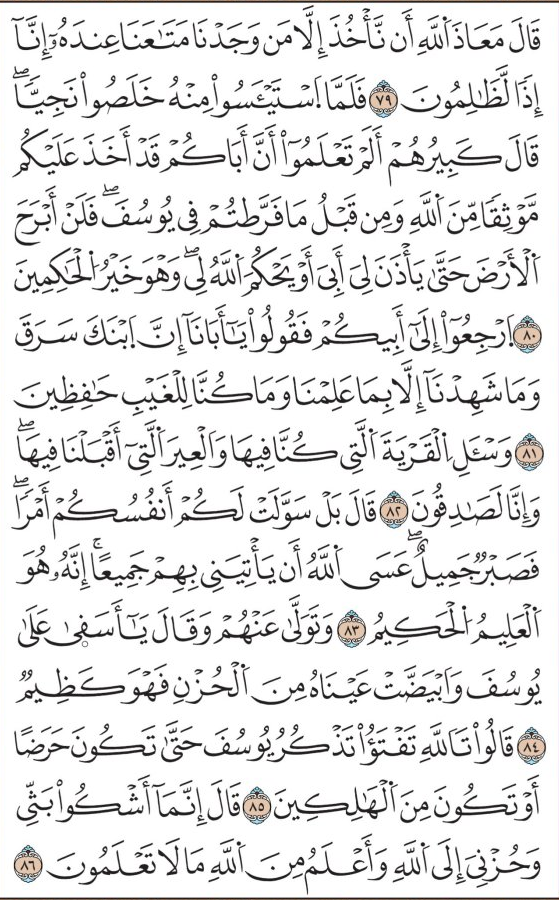 قَالَ مَعَاذَ ٱللَّهِ أَن نَّأۡخُذَ إِلَّا مَن وَجَدۡنَا مَتَٰعَنَا عِندَهُۥٓ إِنَّآ
إِذٗا لَّظَٰلِمُونَ ٧٩ فَلَمَّا ٱسۡتَيۡـَٔسُواْ مِنۡهُ خَلَصُواْ نَجِيّٗاۖ
قَالَ كَبِيرُهُمۡ أَلَمۡ تَعۡلَمُوٓاْ أَنَّ أَبَاكُمۡ قَدۡ أَخَذَ عَلَيۡكُم
مَّوۡثِقٗا مِّنَ ٱللَّهِ وَمِن قَبۡلُ مَا فَرَّطتُمۡ فِي يُوسُفَۖ فَلَنۡ أَبۡرَحَ
ٱلۡأَرۡضَ حَتَّىٰ يَأۡذَنَ لِيَ أَبِيٓ أَوۡ يَحۡكُمَ ٱللَّهُ لِيۖ وَهۡوَ خَيۡرُ ٱلۡحَٰكِمِينَ
٨٠ ٱرۡجِعُوٓاْ إِلَىٰٓ أَبِيكُمۡ فَقُولُواْ يَٰٓأَبَانَآ إِنَّ ٱبۡنَكَ سَرَقَ
وَمَا شَهِدۡنَآ إِلَّا بِمَا عَلِمۡنَا وَمَا كُنَّا لِلۡغَيۡبِ حَٰفِظِينَ
٨١ وَسۡـَٔلِ ٱلۡقَرۡيَةَ ٱلَّتِي كُنَّا فِيهَا وَٱلۡعِيرَ ٱلَّتِيٓ أَقۡبَلۡنَا فِيهَاۖ
وَإِنَّا لَصَٰدِقُونَ ٨٢ قَالَ بَلۡ سَوَّلَتۡ لَكُمۡ أَنفُسُكُمۡ أَمۡرٗاۖ
فَصَبۡرٞ جَمِيلٌۖ عَسَى ٱللَّهُ أَن يَأۡتِيَنِي بِهِمۡ جَمِيعًاۚ إِنَّهُۥ هُوَ
ٱلۡعَلِيمُ ٱلۡحَكِيمُ ٨٣ وَتَوَلَّىٰ عَنۡهُمۡ وَقَالَ يَٰٓأَسَفَىٰ عَلَىٰ
يُوسُفَ وَٱبۡيَضَّتۡ عَيۡنَاهُ مِنَ ٱلۡحُزۡنِ فَهۡوَ كَظِيمٞ
٨٤ قَالُواْ تَٱللَّهِ تَفۡتَؤُاْ تَذۡكُرُ يُوسُفَ حَتَّىٰ تَكُونَ حَرَضًا
أَوۡ تَكُونَ مِنَ ٱلۡهَٰلِكِينَ ٨٥ قَالَ إِنَّمَآ أَشۡكُواْ بَثِّي
وَحُزۡنِيٓ إِلَى ٱللَّهِ وَأَعۡلَمُ مِنَ ٱللَّهِ مَا لَا تَعۡلَمُونَ ٨٦